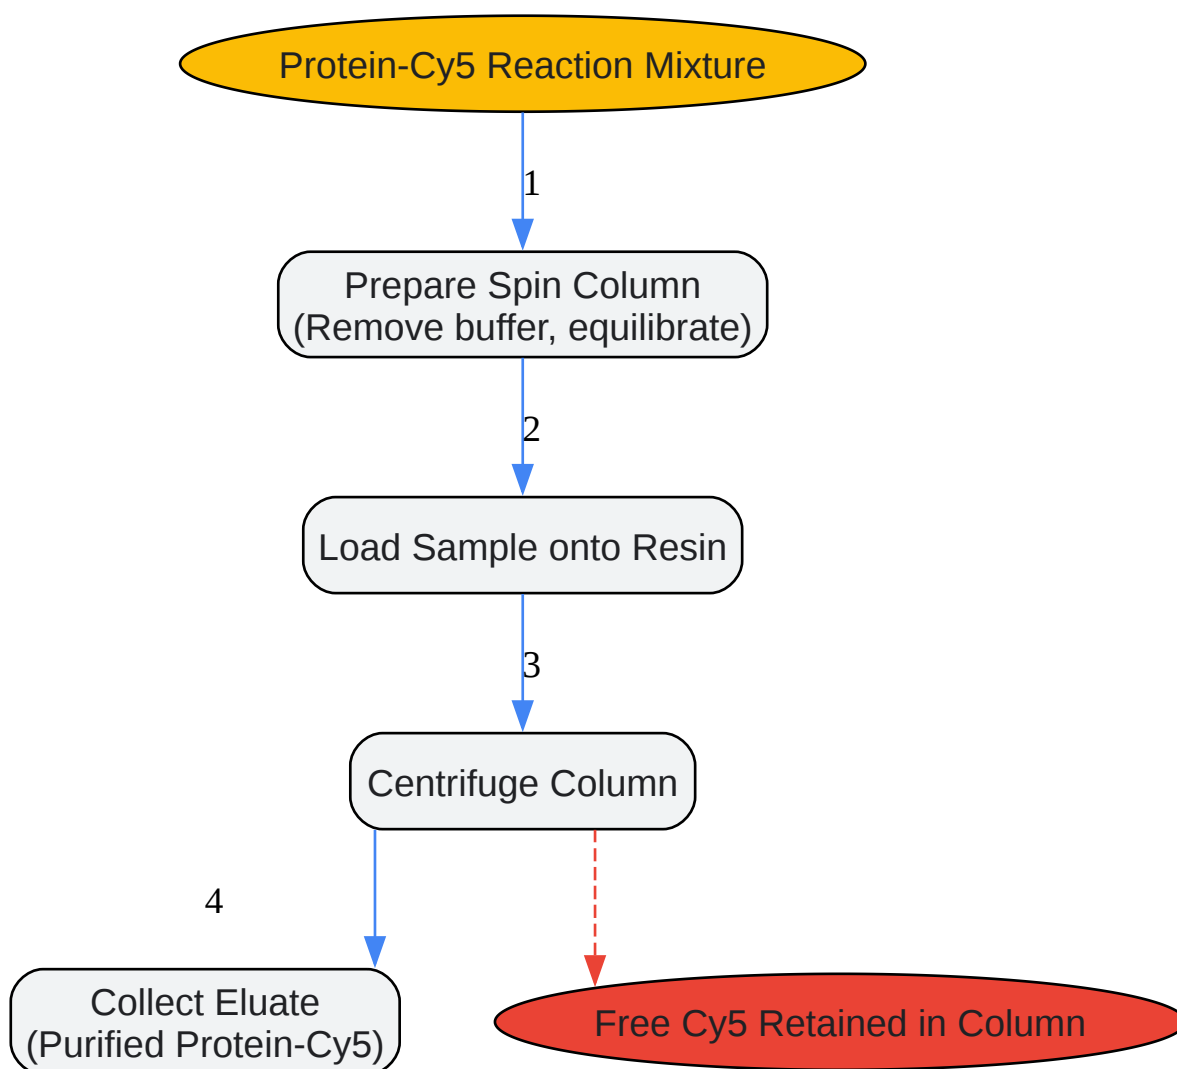 Protein-Cy5 Reaction Mixture
1
Prepare Spin Column
(Remove buffer, equilibrate)
2
Load Sample onto Resin
3
Centrifuge Column
4
Collect Eluate
(Purified Protein-Cy5)
Free Cy5 Retained in Column